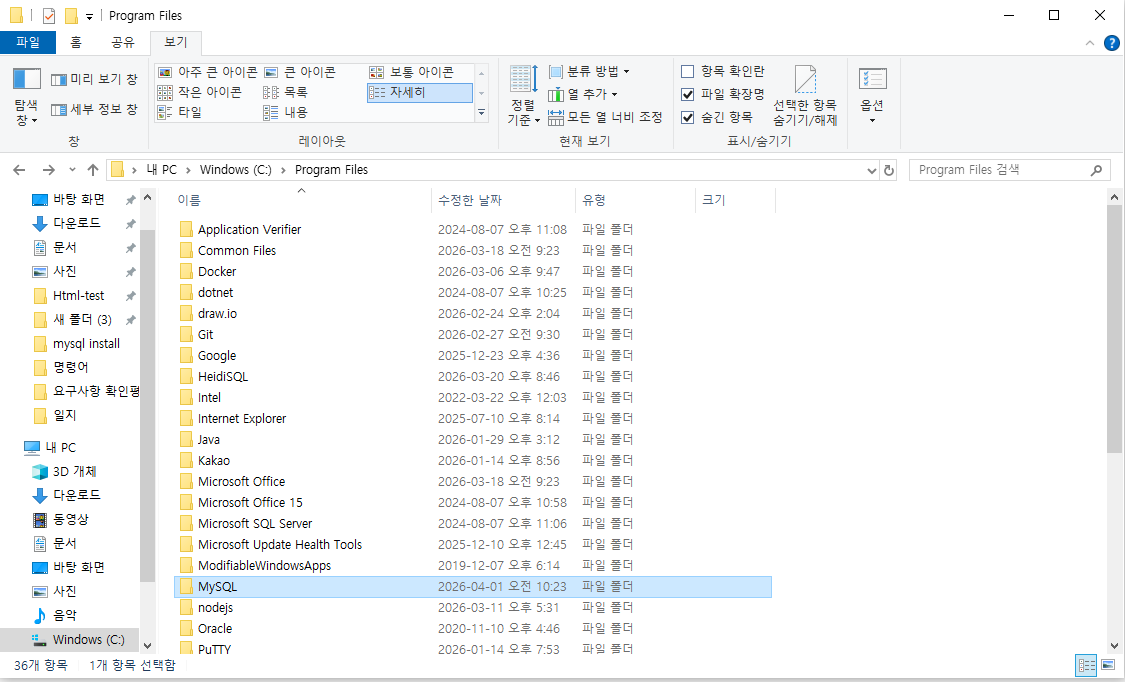 Program Files
파일 홈 공유 보기
미리 보기 창
세부 정보 창
탐색 창
아주 큰 아이콘 큰 아이콘 보통 아이콘
작은 아이콘 목록 자세히
타일 내용
정렬 기준
분류 방법
열 추가
모든 열 너비 조정
항목 확인란
파일 확장명
숨긴 항목
선택한 항목 숨기기/해제
옵션
창 레이아웃 현재 보기 표시/숨기기
내 PC Windows (C:) Program Files
Program Files 검색
바탕 화면
다운로드
문서
사진
Html-test
새 폴더 (3)
mysql install
명령어
요구사항 확인평
일지
내 PC
3D 개체
다운로드
동영상
문서
바탕 화면
사진
음악
Windows (C:)
이름 수정한 날짜 유형 크기
Application Verifier 2024-08-07 오후 11:08 파일 폴더
Common Files 2026-03-18 오전 9:23 파일 폴더
Docker 2026-03-06 오후 9:47 파일 폴더
dotnet 2024-08-07 오후 10:25 파일 폴더
draw.io 2026-02-24 오후 2:04 파일 폴더
Git 2026-02-27 오전 9:30 파일 폴더
Google 2025-12-23 오후 4:36 파일 폴더
HeidiSQL 2026-03-20 오후 8:46 파일 폴더
Intel 2022-03-22 오후 12:03 파일 폴더
Internet Explorer 2025-07-10 오후 8:14 파일 폴더
Java 2026-01-29 오후 3:12 파일 폴더
Kakao 2026-01-14 오후 8:56 파일 폴더
Microsoft Office 2026-03-18 오전 9:23 파일 폴더
Microsoft Office 15 2024-08-07 오후 10:58 파일 폴더
Microsoft SQL Server 2024-08-07 오후 11:06 파일 폴더
Microsoft Update Health Tools 2025-12-10 오후 12:45 파일 폴더
ModifiableWindowsApps 2019-12-07 오후 6:14 파일 폴더
MySQL 2026-04-01 오전 10:23 파일 폴더
nodejs 2026-03-11 오후 5:31 파일 폴더
Oracle 2020-11-10 오후 4:46 파일 폴더
PuTTY 2026-01-14 오후 7:53 파일 폴더
36개 항목 1개 항목 선택함